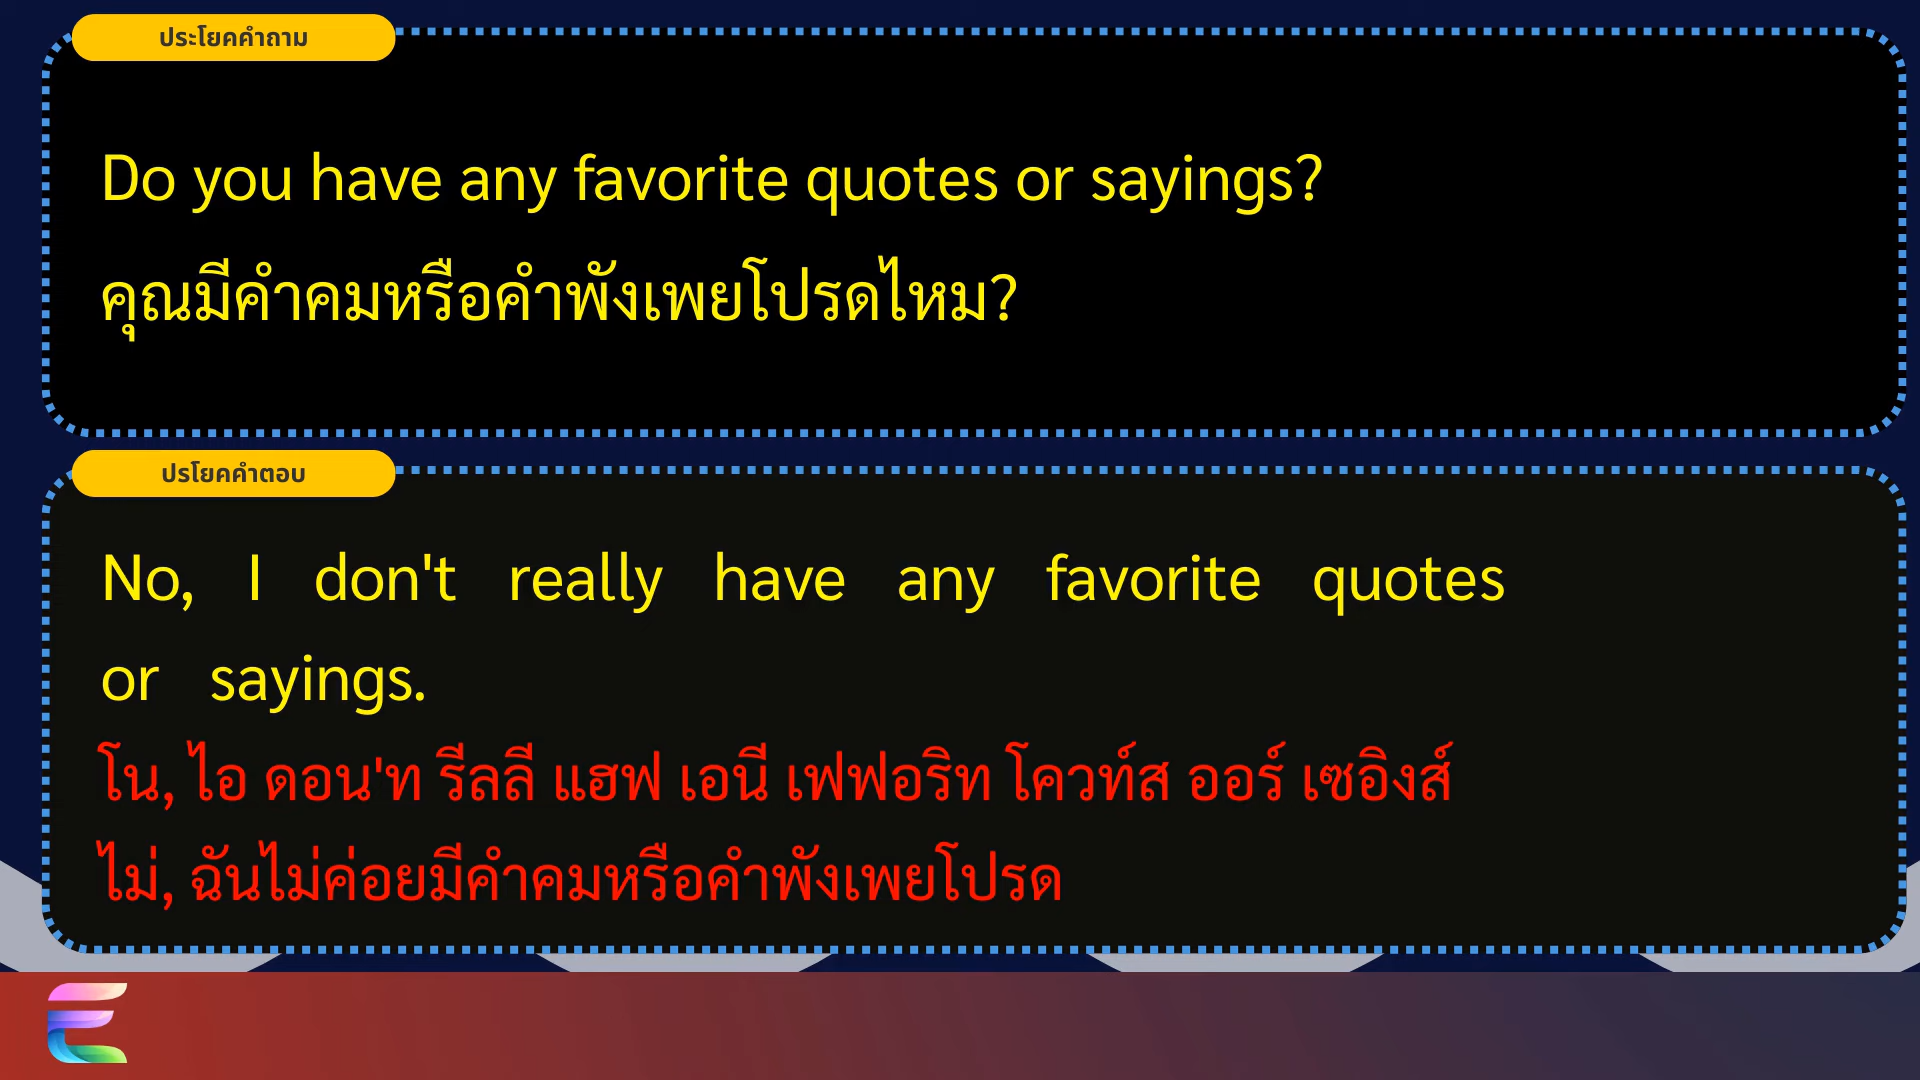 ประโยคคำถาม
Do you have any favorite quotes or sayings?
คุณมีคำคมหรือคำพังเพยโปรดไหม?
ปรโยคคำตอบ
No, I don't really have any favorite quotes
or sayings.
โน, ไอ ดอน'ท รีลลี แฮฟ เอนี เฟฟอริท โควท์ส ออร์ เซอิงส์
ไม่, ฉันไม่ค่อยมีคำคมหรือคำพังเพยโปรด